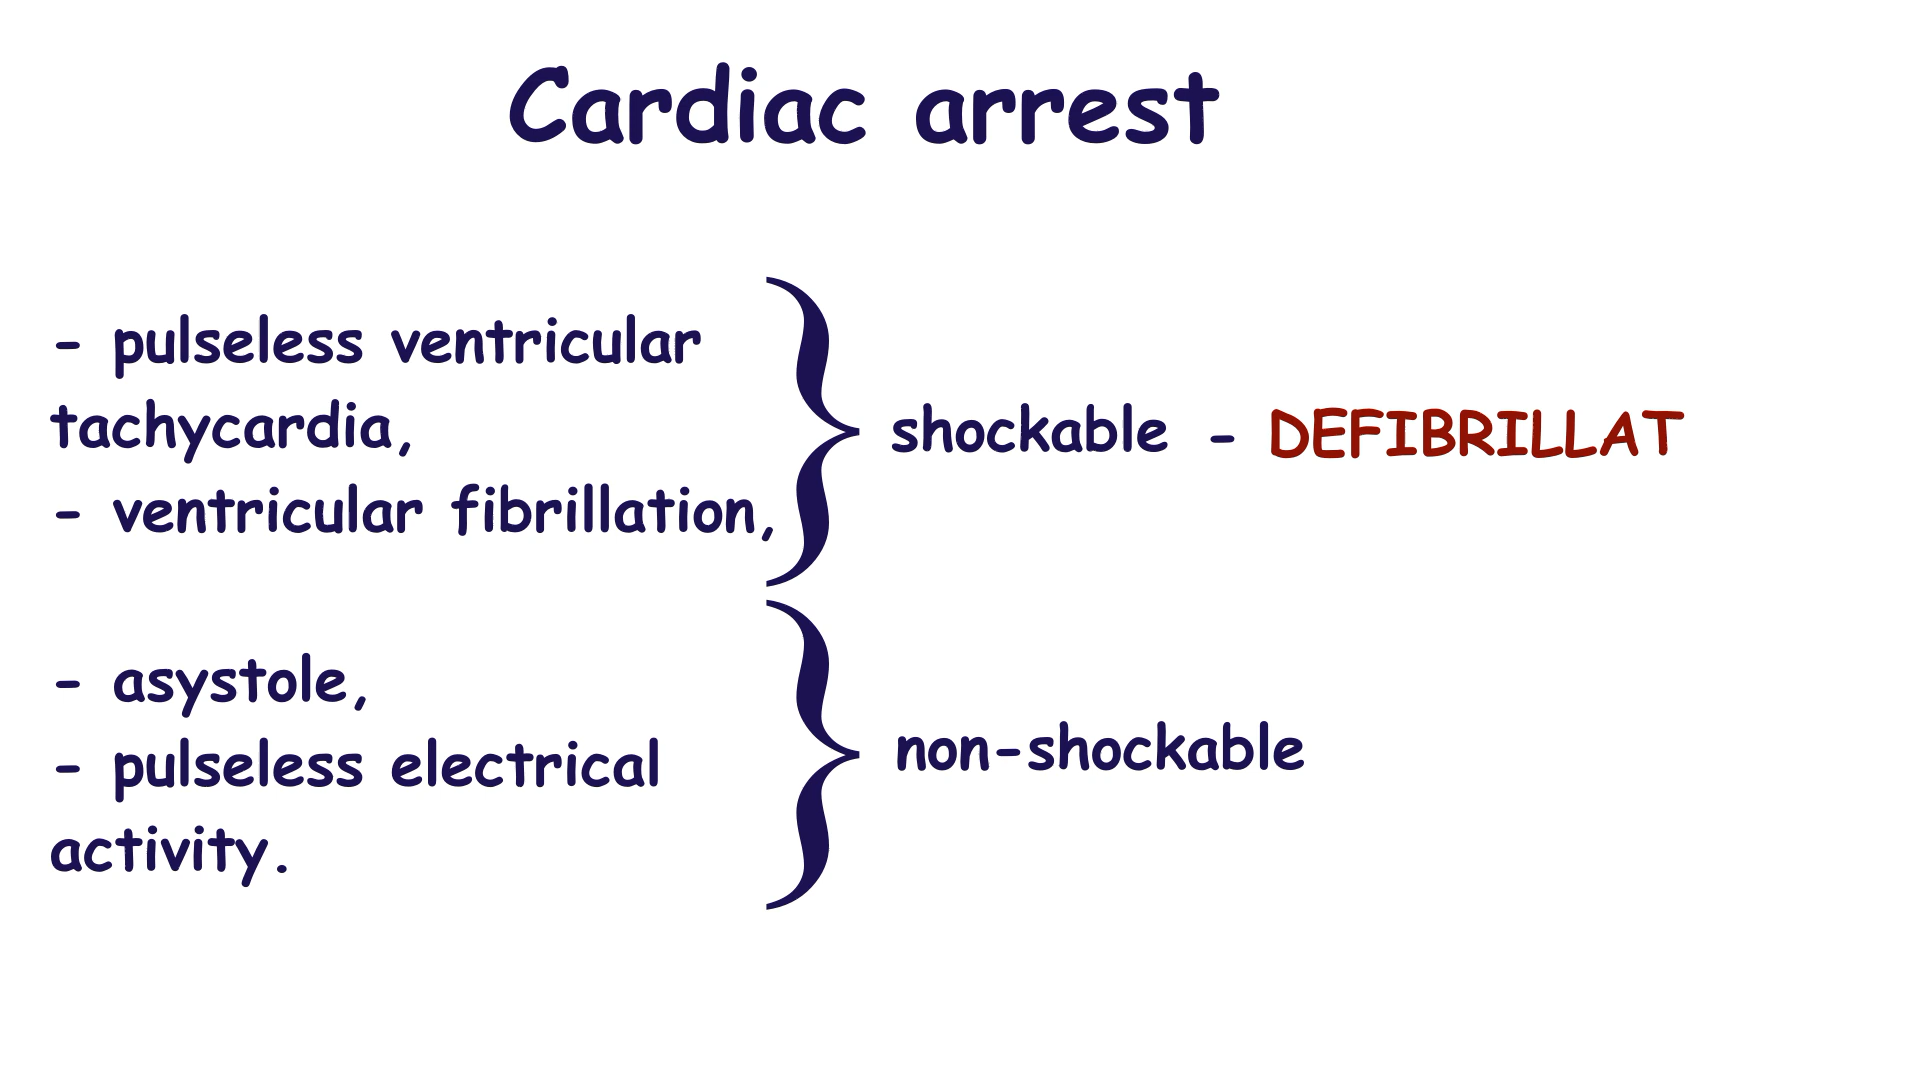 Cardiac arrest
- pulseless ventricular
tachycardia,
- ventricular fibrillation,
shockable - DEFIBRILLAT
- asystole,
- pulseless electrical
activity.
non-shockable